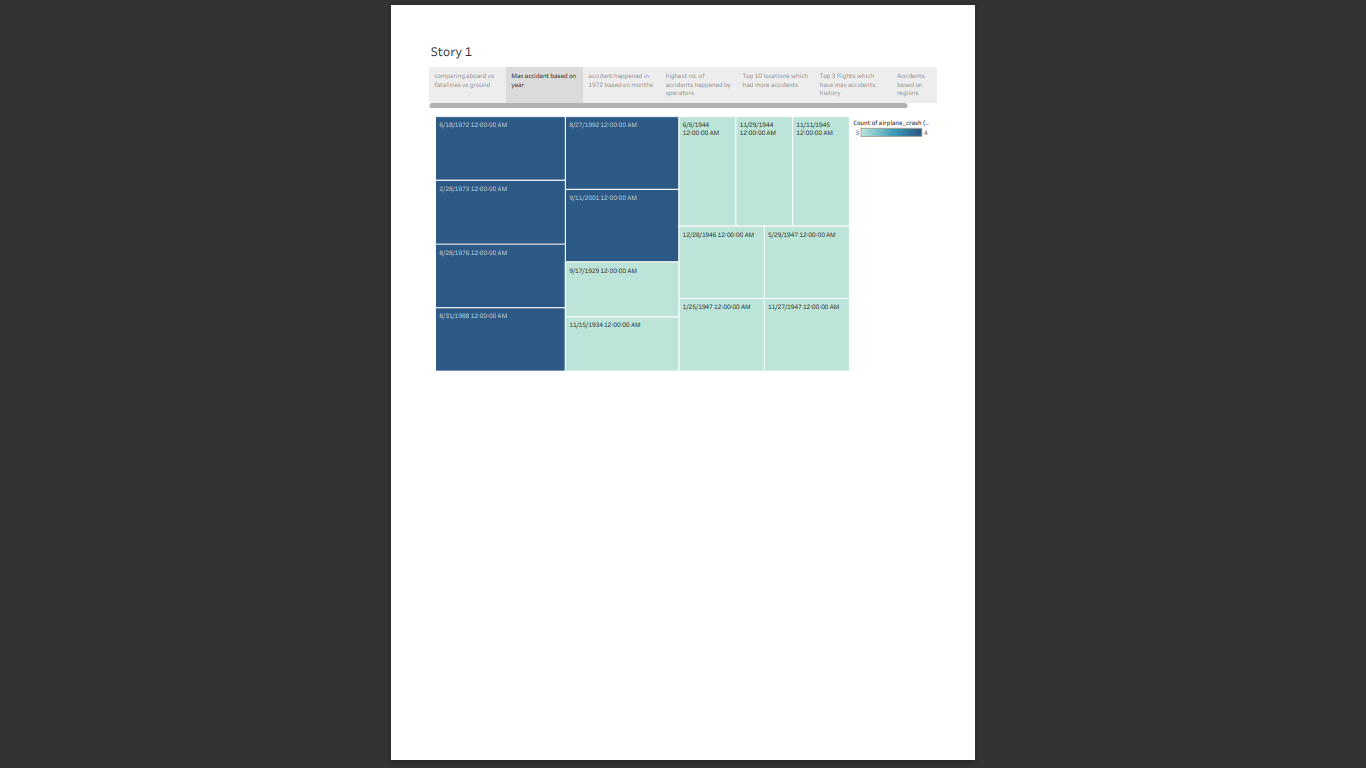 Story 1
comparing aboard vs
fatalities vs ground
Max accident based on
year
accident happened in
1972 based on months
highest no. of
accidents happened by
operators
Top 10 locations which
had more accidents
Top 3 flights which
have max accidents
history
Accidents
based on
regions
6/18/1972 12:00:00 AM
2/28/1973 12:00:00 AM
8/28/1976 12:00:00 AM
8/31/1988 12:00:00 AM
8/27/1992 12:00:00 AM
9/11/2001 12:00:00 AM
9/17/1929 12:00:00 AM
11/15/1934 12:00:00 AM
6/6/1944
12:00:00 AM
11/29/1944
12:00:00 AM
11/11/1945
12:00:00 AM
12/28/1946 12:00:00 AM
5/29/1947 12:00:00 AM
1/25/1947 12:00:00 AM
11/27/1947 12:00:00 AM
Count of airplane_crash (..
3
4